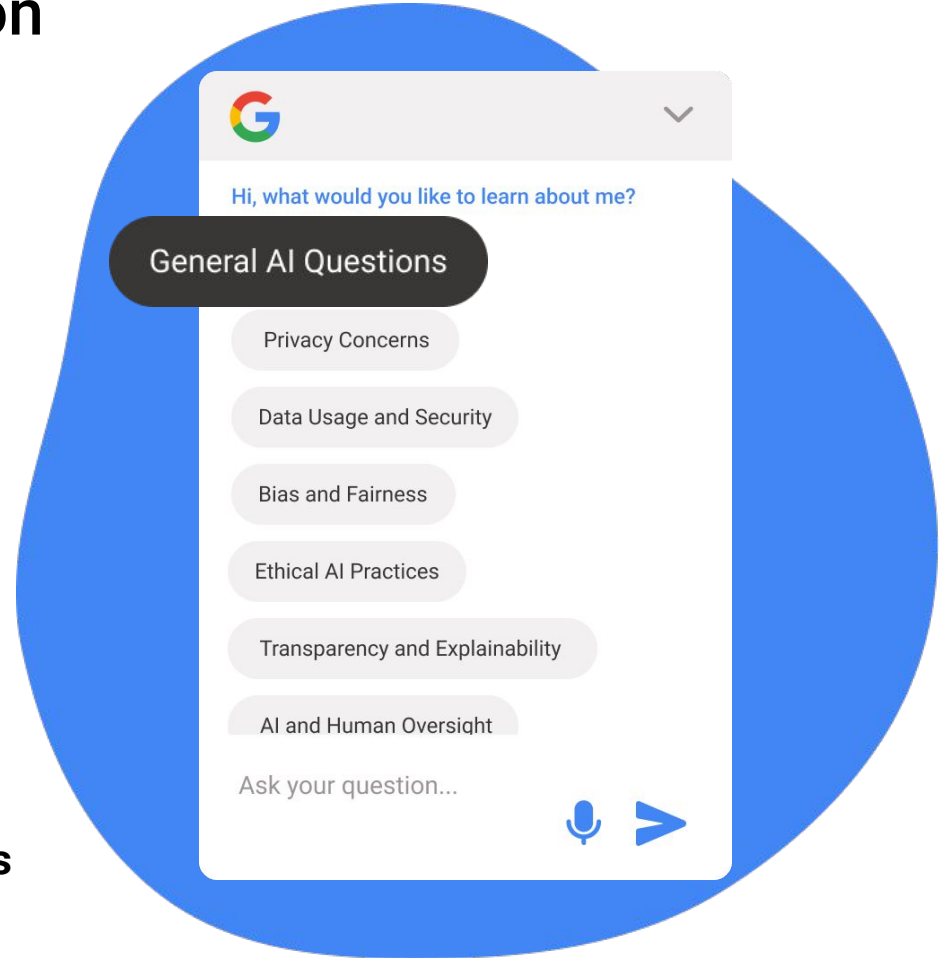 on
Hi, what would you like to learn about me?
General AI Questions
Privacy Concerns
Data Usage and Security
Bias and Fairness
Ethical AI Practices
Transparency and Explainability
AI and Human Oversight
Ask your question...
s